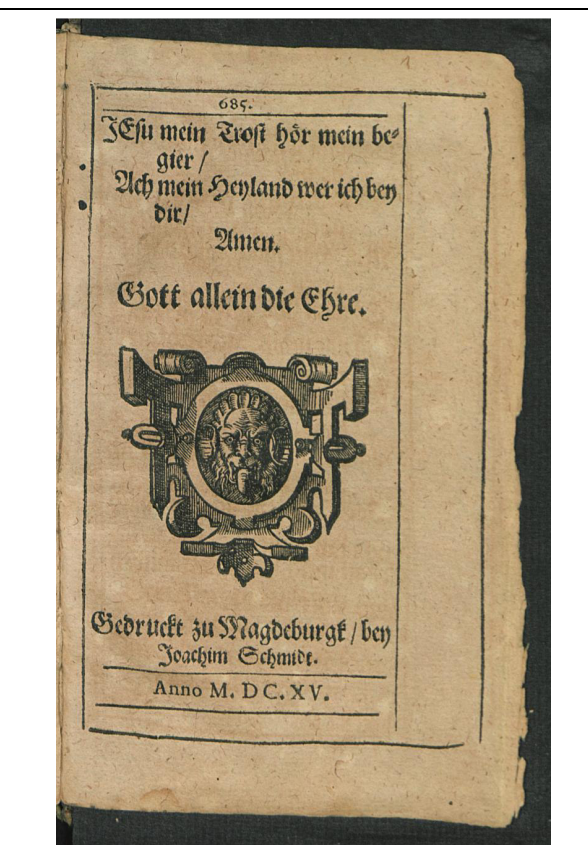 685.
JEsu mein Trost hör mein be-
gier /
Ach mein Heyland wer ich bey
dir/
Amen.
Gott allein die Ehre.
Gedruckt zu Magdeburgk / bey
Joachim Schmidt.
Anno M. DC. XV.